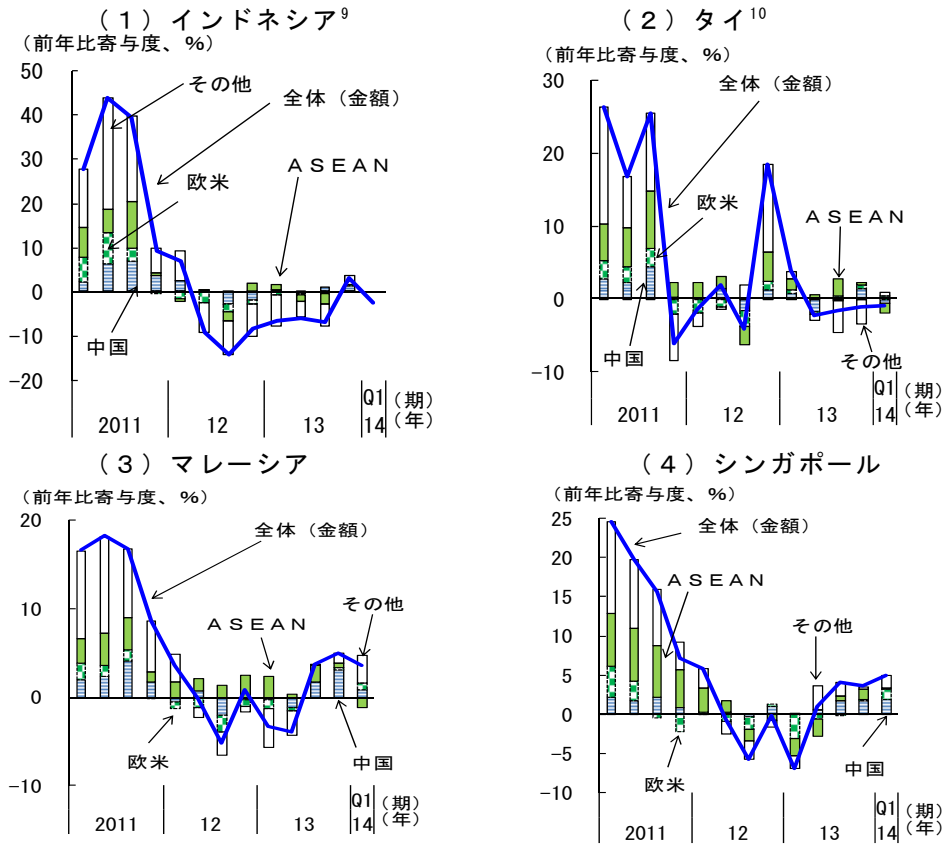 （１）インドネシア⁹
（前年比寄与度、％）
50
40
30
20
10
0
−10
−20
その他
全体（金額）
ＡＳＥＡＮ
欧米
中国
2011
12
13
Q1
14
（期）
（年）
（２）タイ¹⁰
（前年比寄与度、％）
30
20
10
0
−10
全体（金額）
ＡＳＥＡＮ
欧米
中国
その他
2011
12
13
Q1
14
（期）
（年）
（３）マレーシア
（前年比寄与度、％）
20
10
0
−10
全体（金額）
ＡＳＥＡＮ
その他
欧米
中国
2011
12
13
Q1
14
（期）
（年）
（４）シンガポール
（前年比寄与度、％）
25
20
15
10
5
0
−5
−10
全体（金額）
ＡＳＥＡＮ
その他
欧米
中国
2011
12
13
Q1
14
（期）
（年）